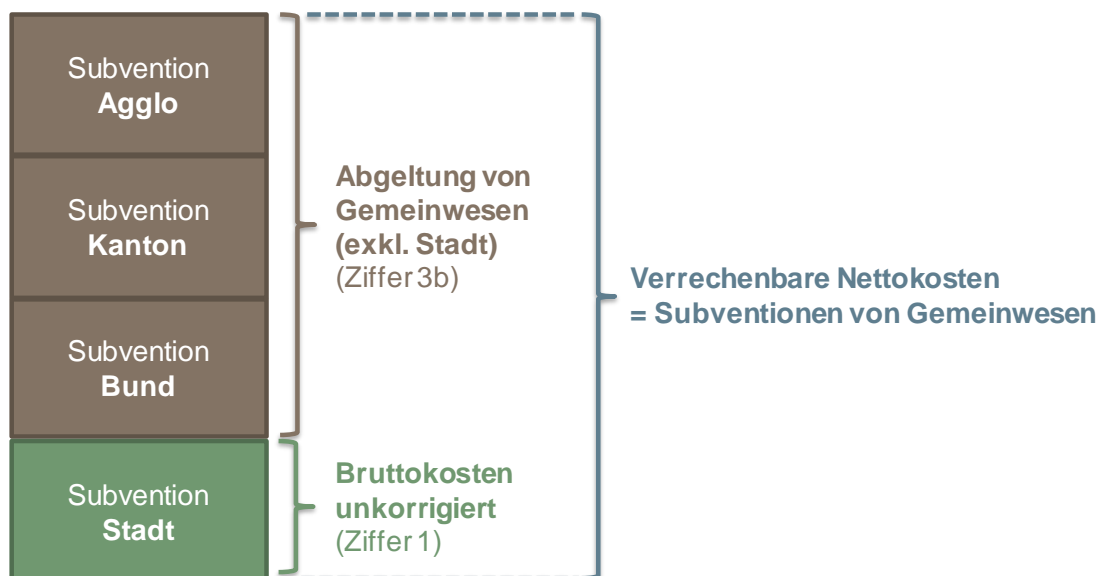 Subvention
Agglo
Subvention
Kanton
Subvention
Bund
Subvention
Stadt
Abgeltung von
Gemeinwesen
(exkl. Stadt)
(Ziffer 3b)
Bruttokosten
unkorrigiert
(Ziffer 1)
Verrechenbare Nettokosten
= Subventionen von Gemeinwesen